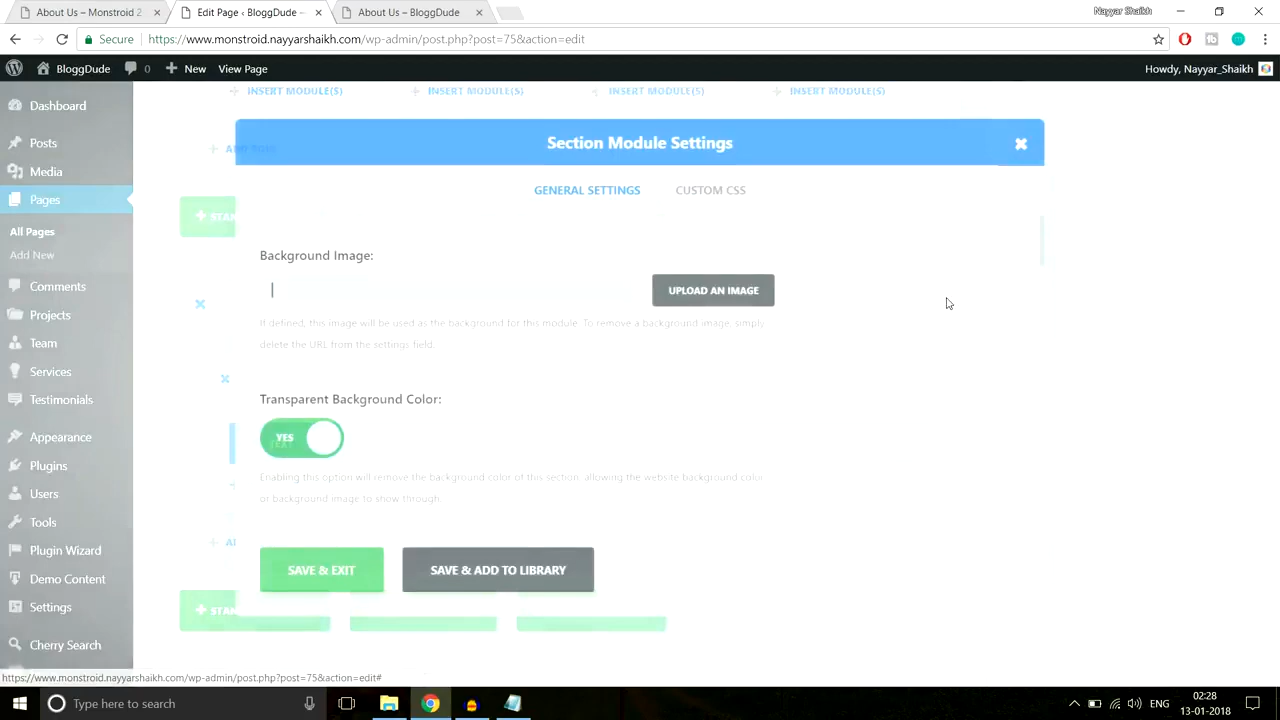 About Us – Monstroid 2
Edit Page ‹ BloggDude —
About Us – BloggDude
Nayyar Shaikh
Secure
https://www.monstroid.nayyarshaikh.com/wp-admin/post.php?post=75&action=edit
BloggDude
0
New
View Page
Howdy, Nayyar_Shaikh
INSERT MODULE(S)
INSERT MODULE(S)
INSERT MODULE(S)
INSERT MODULE(S)
Dashboard
Posts
Media
Pages
All Pages
Add New
Comments
Projects
Team
Services
Testimonials
Appearance
Plugins
Users
Tools
Plugin Wizard
Demo Content
Settings
Cherry Search
Section Module Settings
GENERAL SETTINGS
CUSTOM CSS
Background Image:
UPLOAD AN IMAGE
If defined, this image will be used as the background for this module. To remove a background image, simply
delete the URL from the settings field.
Transparent Background Color:
YES
Enabling this option will remove the background color of this section, allowing the website background color
or background image to show through.
SAVE & EXIT
SAVE & ADD TO LIBRARY
https://www.monstroid.nayyarshaikh.com/wp-admin/post.php?post=75&action=edit#
Type here to search
ENG
02:28
13-01-2018